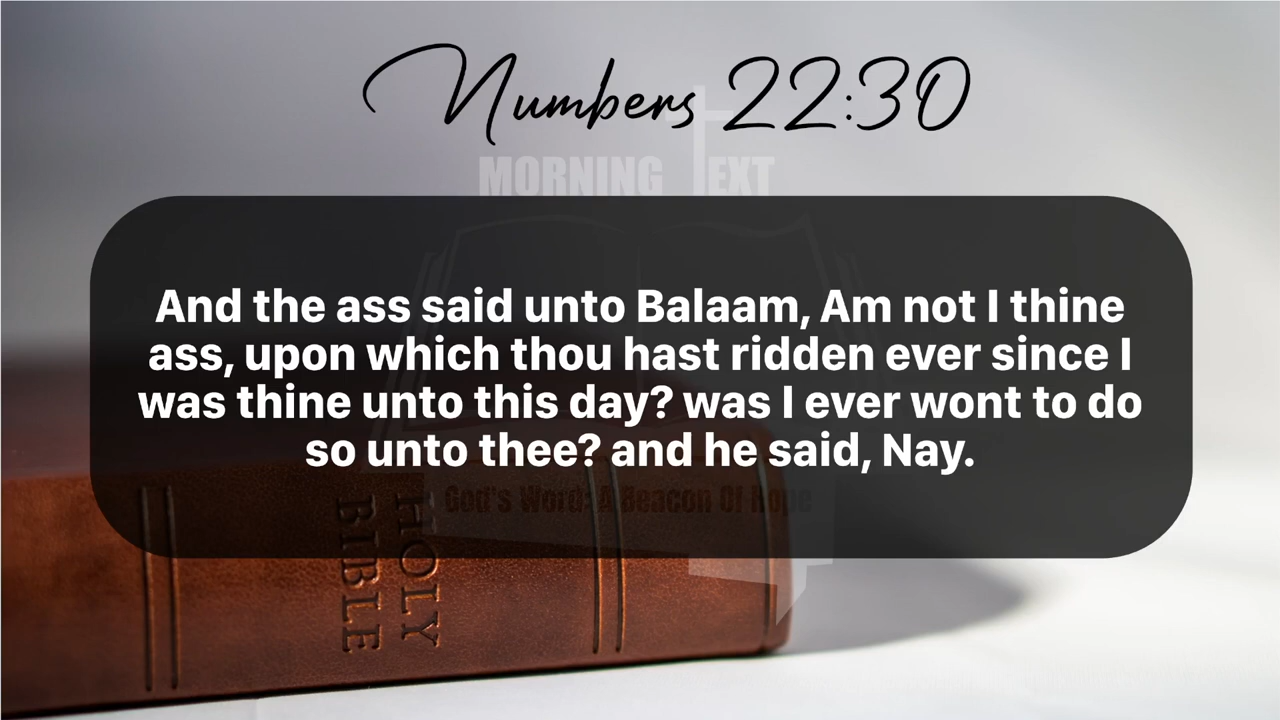 Numbers 22:30
MORNING TEXT
And the ass said unto Balaam, Am not I thine
ass, upon which thou hast ridden ever since I
was thine unto this day? was I ever wont to do
so unto thee? and he said, Nay.
God's Word: A Beacon Of Hope
HOLY
BIBLE